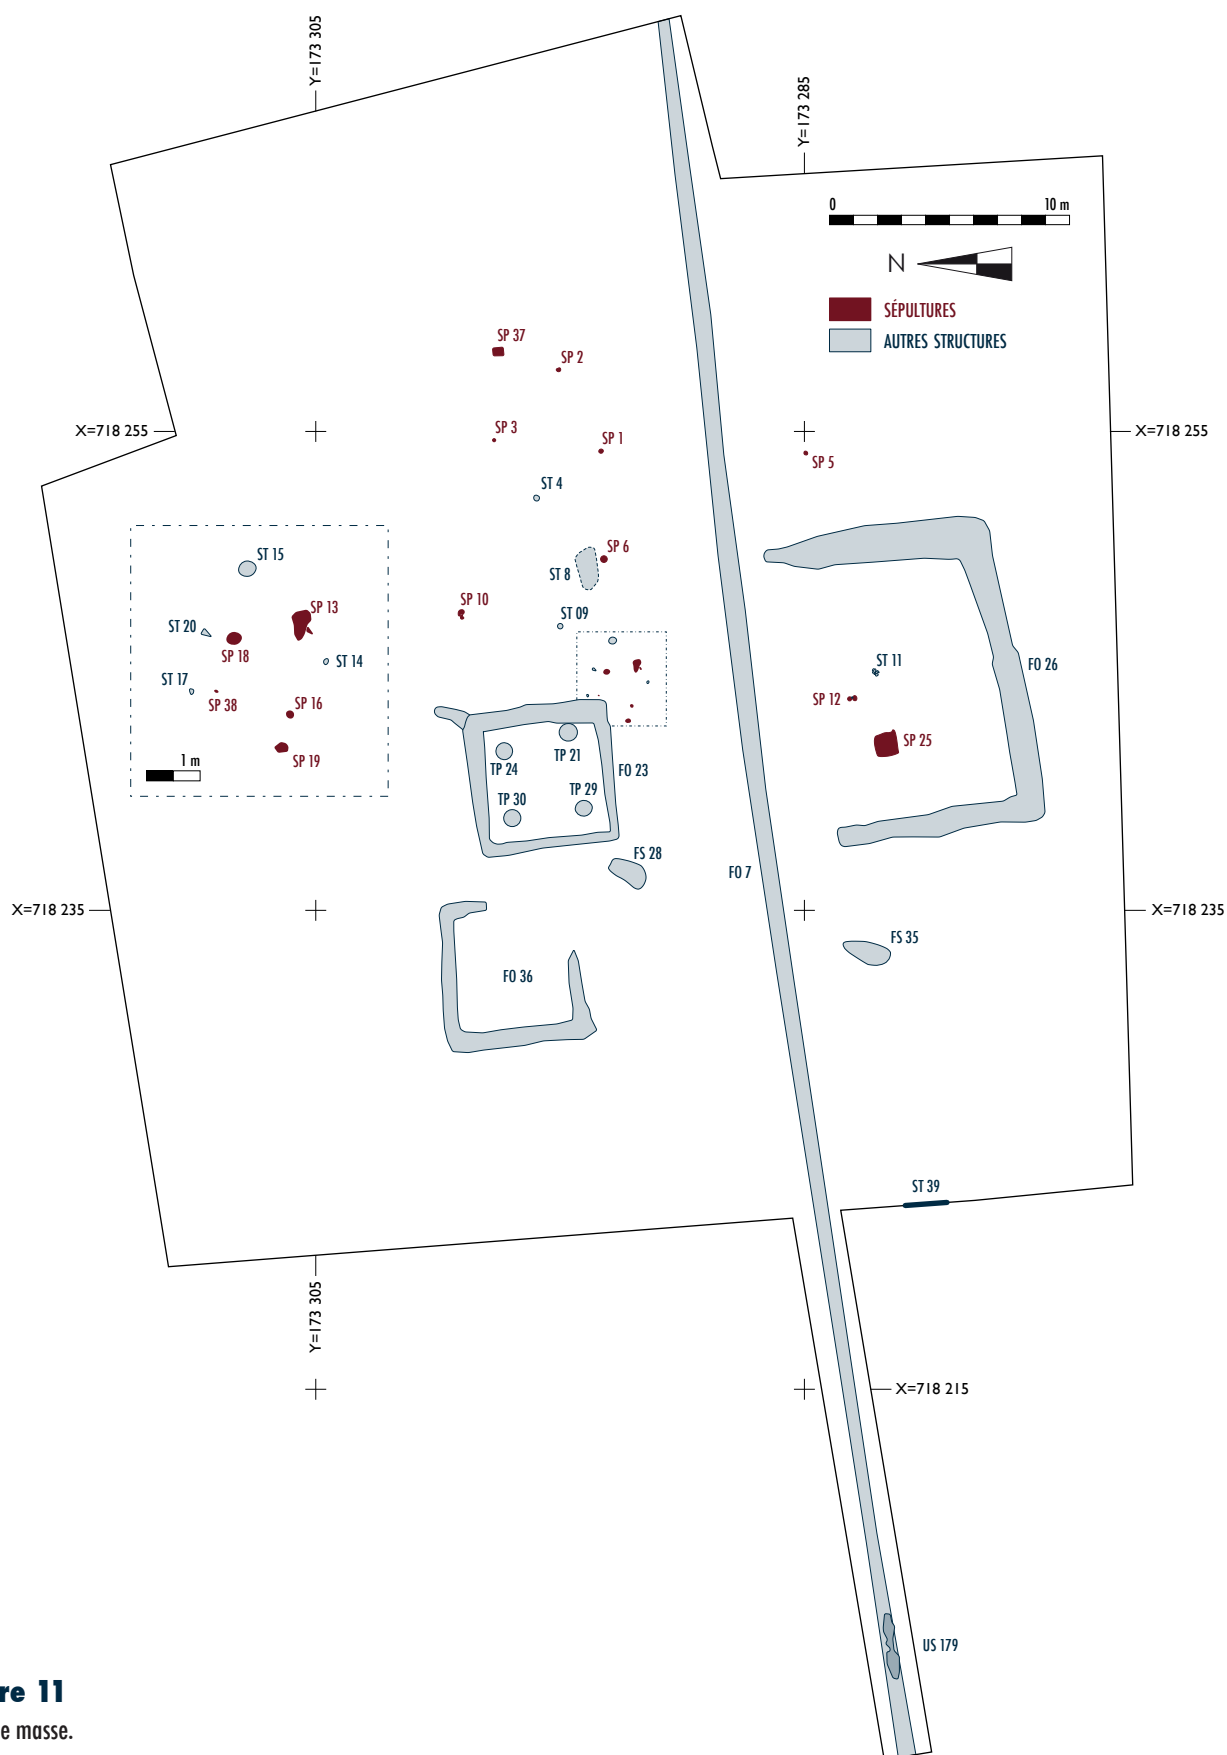 Y=173 305
Y=173 285
0 10 m
N
SÉPULTURES
AUTRES STRUCTURES
SP 37
SP 2
X=718 255
SP 3
SP 1
SP 5
X=718 255
ST 4
ST 15
SP 6
ST 8
SP 10
SP 13
ST 09
ST 20
SP 18
ST 14
ST 11
FO 26
ST 17
SP 38
SP 16
SP 12
SP 25
SP 19
1 m
TP 24
TP 21
FO 23
TP 30
TP 29
FS 28
FO 7
X=718 235
X=718 235
FS 35
FO 36
ST 39
Y=173 305
X=718 215
US 179
re 11
e masse.